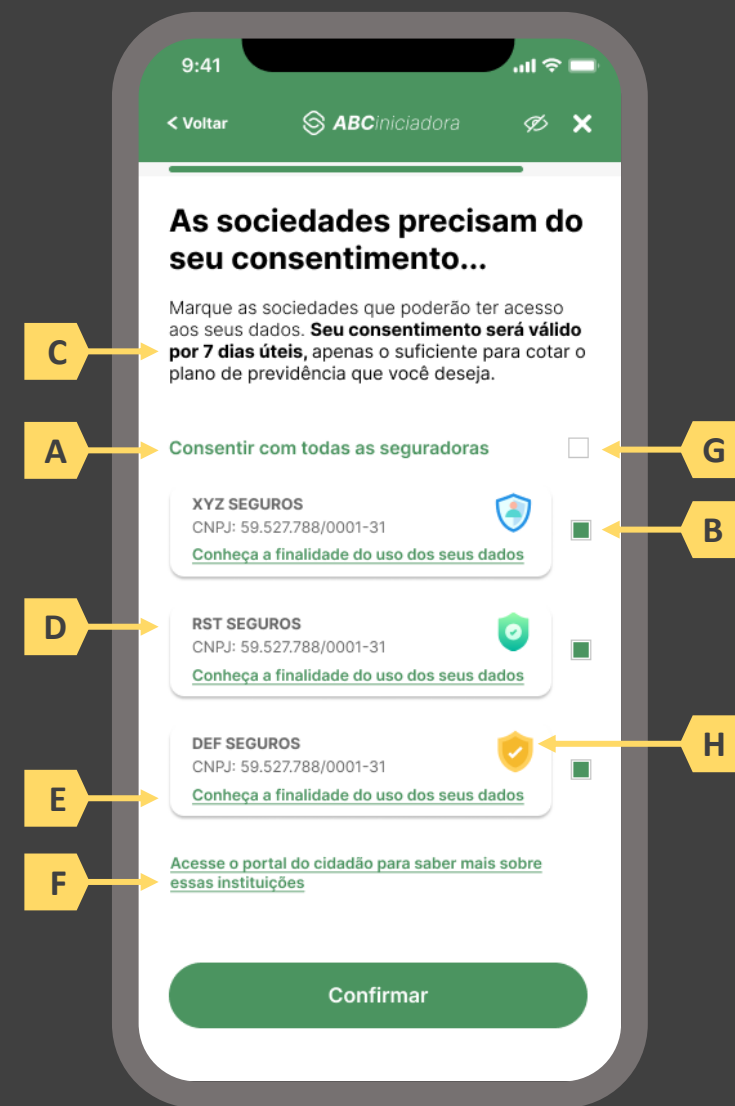 9:41
< Voltar
ABCiniciadora
As sociedades precisam do
seu consentimento...
Marque as sociedades que poderão ter acesso
aos seus dados. Seu consentimento será válido
por 7 dias úteis, apenas o suficiente para cotar o
plano de previdência que você deseja.
C
A
Consentir com todas as seguradoras
G
XYZ SEGUROS
CNPJ: 59.527.788/0001-31
Conheça a finalidade do uso dos seus dados
B
D
RST SEGUROS
CNPJ: 59.527.788/0001-31
Conheça a finalidade do uso dos seus dados
DEF SEGUROS
CNPJ: 59.527.788/0001-31
Conheça a finalidade do uso dos seus dados
H
E
F
Acesse o portal do cidadão para saber mais sobre
essas instituições
Confirmar